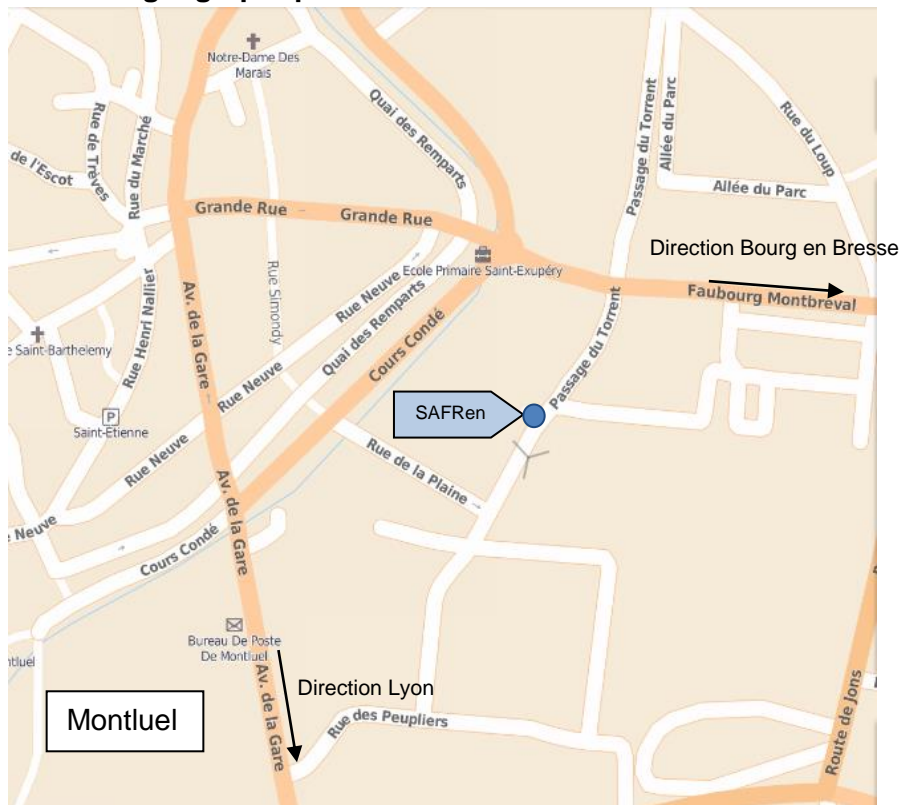 Notre-Dame Des
Marais
Quai des Remparts
Rue de Trèves
Rue du Marché
de l'Escot
Passage du Torrent
Allée du Parc
Rue du Loup
Allée du Parc
Grande Rue
Grande Rue
Ecole Primaire Saint-Exupéry
Direction Bourg en Bresse
Faubourg Montbreval
Rue Simondy
Rue Neuve
Quai des Remparts
Cours Condé
Av. de la Gare
Rue Henri Nallier
Saint-Barthelemy
Rue Neuve
P
Saint-Etienne
SAFRen
Passage du Torrent
Rue Neuve
Rue de la Plaine
Av. de la Gare
Neuve
Cours Condé
Bureau De Poste
De Montluel
ntluel
Av. de la Gare
Direction Lyon
Montluel
Rue des Peupliers
Route de Jons